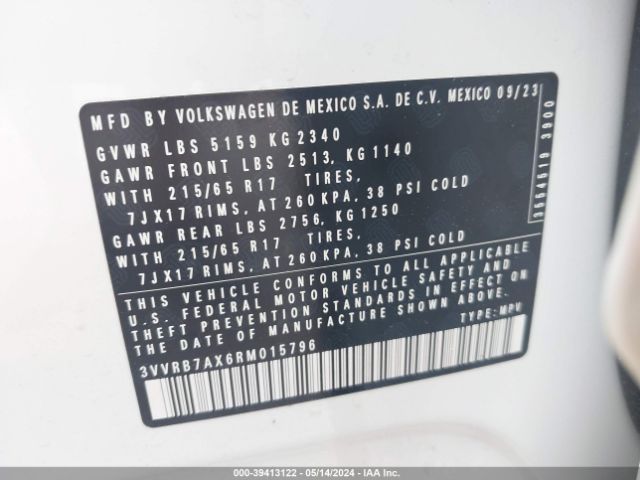 MFD BY VOLKSWAGEN DE MEXICO S.A. DE C.V. MEXICO 09/23
GVWR LBS 5159 KG 2340
GAWR FRONT LBS 2513, KG 1140
WITH 215/65 R17 TIRES,
7JX17 RIMS, AT 260 KPA, 38 PSI COLD
GAWR REAR LBS 2756, KG 1250
WITH 215/65 R17 TIRES,
7JX17 RIMS, AT 260 KPA, 38 PSI COLD
THIS VEHICLE CONFORMS TO ALL APPLICABLE
U.S. FEDERAL MOTOR VEHICLE SAFETY AND
THEFT PREVENTION STANDARDS IN EFFECT ON
THE DATE OF MANUFACTURE SHOWN ABOVE.
3VVRB7AX6RM015796 TYPE: MPV
3554519 3900
000-39413122 - 05/14/2024 - IAA Inc.